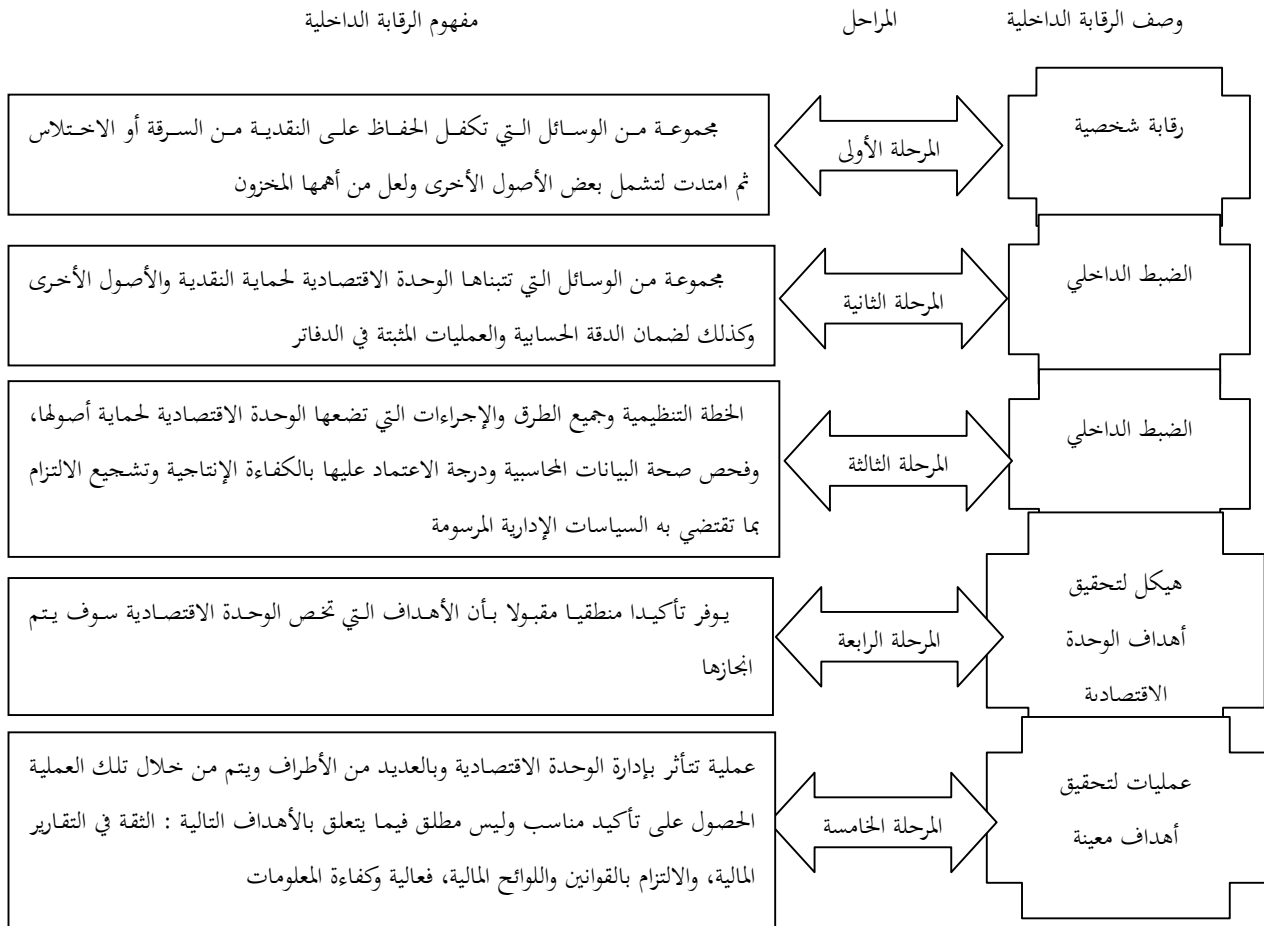 وصف الرقابة الداخلية
المراحل
مفهوم الرقابة الداخلية
رقابة شخصية
المرحلة الأولى
مجموعة من الوسائل التي تكفل الحفاظ على النقدية من السرقة أو الاختلاس
ثم امتدت لتشمل بعض الأصول الأخرى ولعل من أهمها المخزون
الضبط الداخلي
المرحلة الثانية
مجموعة من الوسائل التي تتبناها الوحدة الاقتصادية لحماية النقدية والأصول الأخرى
وكذلك لضمان الدقة الحسابية والعمليات المثبتة في الدفاتر
الضبط الداخلي
المرحلة الثالثة
الخطة التنظيمية وجميع الطرق والإجراءات التي تضعها الوحدة الاقتصادية لحماية أصولها،
وفحص صحة البيانات المحاسبية ودرجة الاعتماد عليها بالكفاءة الإنتاجية وتشجيع الالتزام
بما تقتضي به السياسات الإدارية المرسومة
هيكل لتحقيق
أهداف الوحدة
الاقتصادية
المرحلة الرابعة
يوفر تأكيدا منطقيا مقبولا بأن الأهداف التي تخص الوحدة الاقتصادية سوف يتم
انجازها
عمليات لتحقيق
أهداف معينة
المرحلة الخامسة
عملية تتأثر بإدارة الوحدة الاقتصادية وبالعديد من الأطراف ويتم من خلال تلك العملية
الحصول على تأكيد مناسب وليس مطلق فيما يتعلق بالأهداف التالية : الثقة في التقارير
المالية، والالتزام بالقوانين واللوائح المالية، فعالية وكفاءة المعلومات